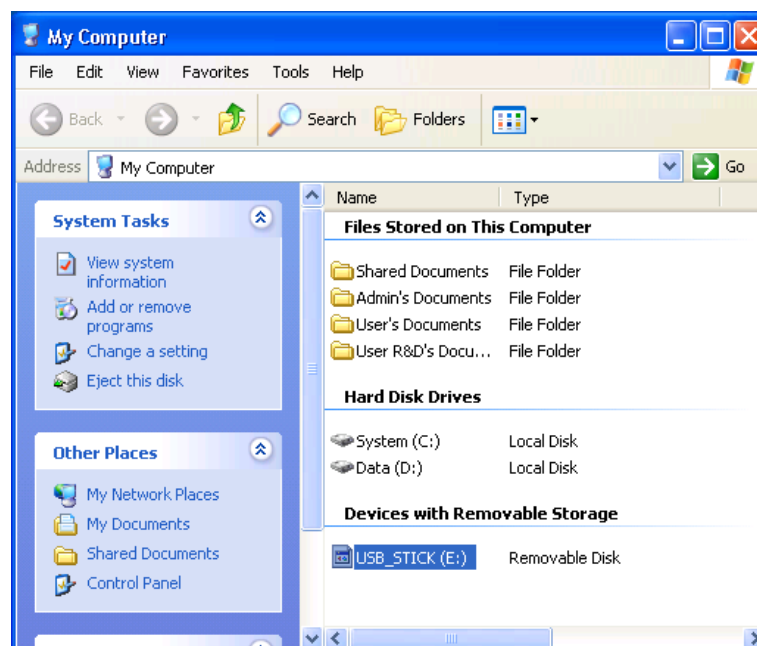 My Computer
File Edit View Favorites Tools Help
Back Search Folders
Address My Computer Go
System Tasks
View system
information
Add or remove
programs
Change a setting
Eject this disk
Other Places
My Network Places
My Documents
Shared Documents
Control Panel
Name Type
Files Stored on This Computer
Shared Documents File Folder
Admin's Documents File Folder
User's Documents File Folder
User R&D's Docu... File Folder
Hard Disk Drives
System (C:) Local Disk
Data (D:) Local Disk
Devices with Removable Storage
USB_STICK (E:) Removable Disk